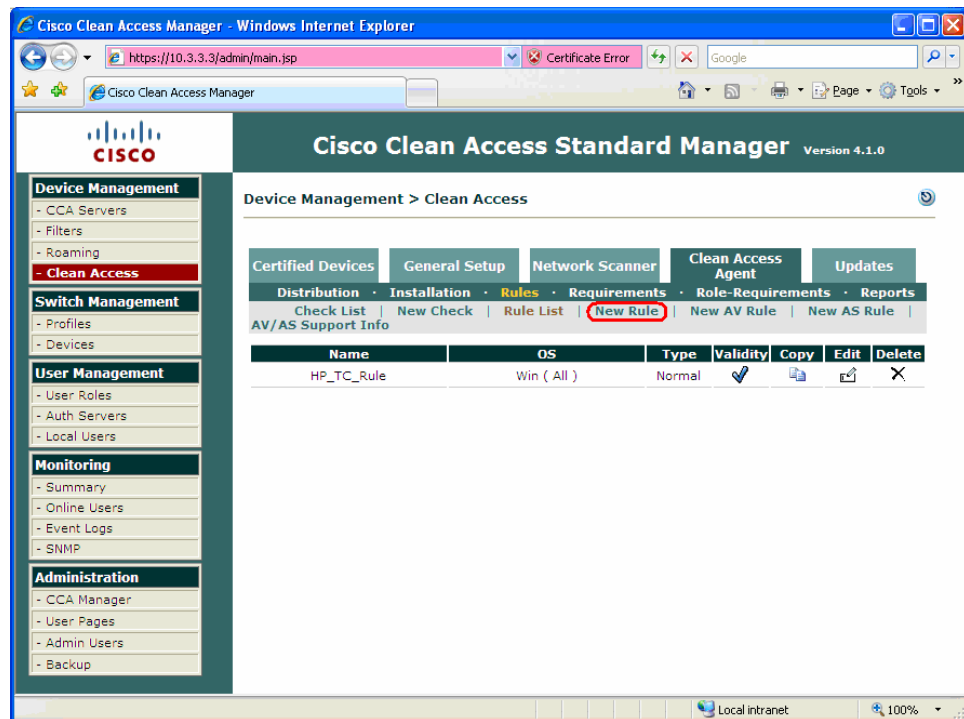 Cisco Clean Access Manager - Windows Internet Explorer
https://10.3.3.3/admin/main.jsp
Certificate Error
Google
Cisco Clean Access Manager
Page
Tools
»
CISCO
Cisco Clean Access Standard Manager Version 4.1.0
Device Management
- CCA Servers
- Filters
- Roaming
- Clean Access
Switch Management
- Profiles
- Devices
User Management
- User Roles
- Auth Servers
- Local Users
Monitoring
- Summary
- Online Users
- Event Logs
- SNMP
Administration
- CCA Manager
- User Pages
- Admin Users
- Backup
Device Management > Clean Access
Certified Devices
General Setup
Network Scanner
Clean Access
Agent
Updates
Distribution · Installation · Rules · Requirements · Role-Requirements · Reports
Check List | New Check | Rule List | New Rule | New AV Rule | New AS Rule |
AV/AS Support Info
Name OS Type Validity Copy Edit Delete
HP_TC_Rule Win ( All ) Normal
Local intranet
100%